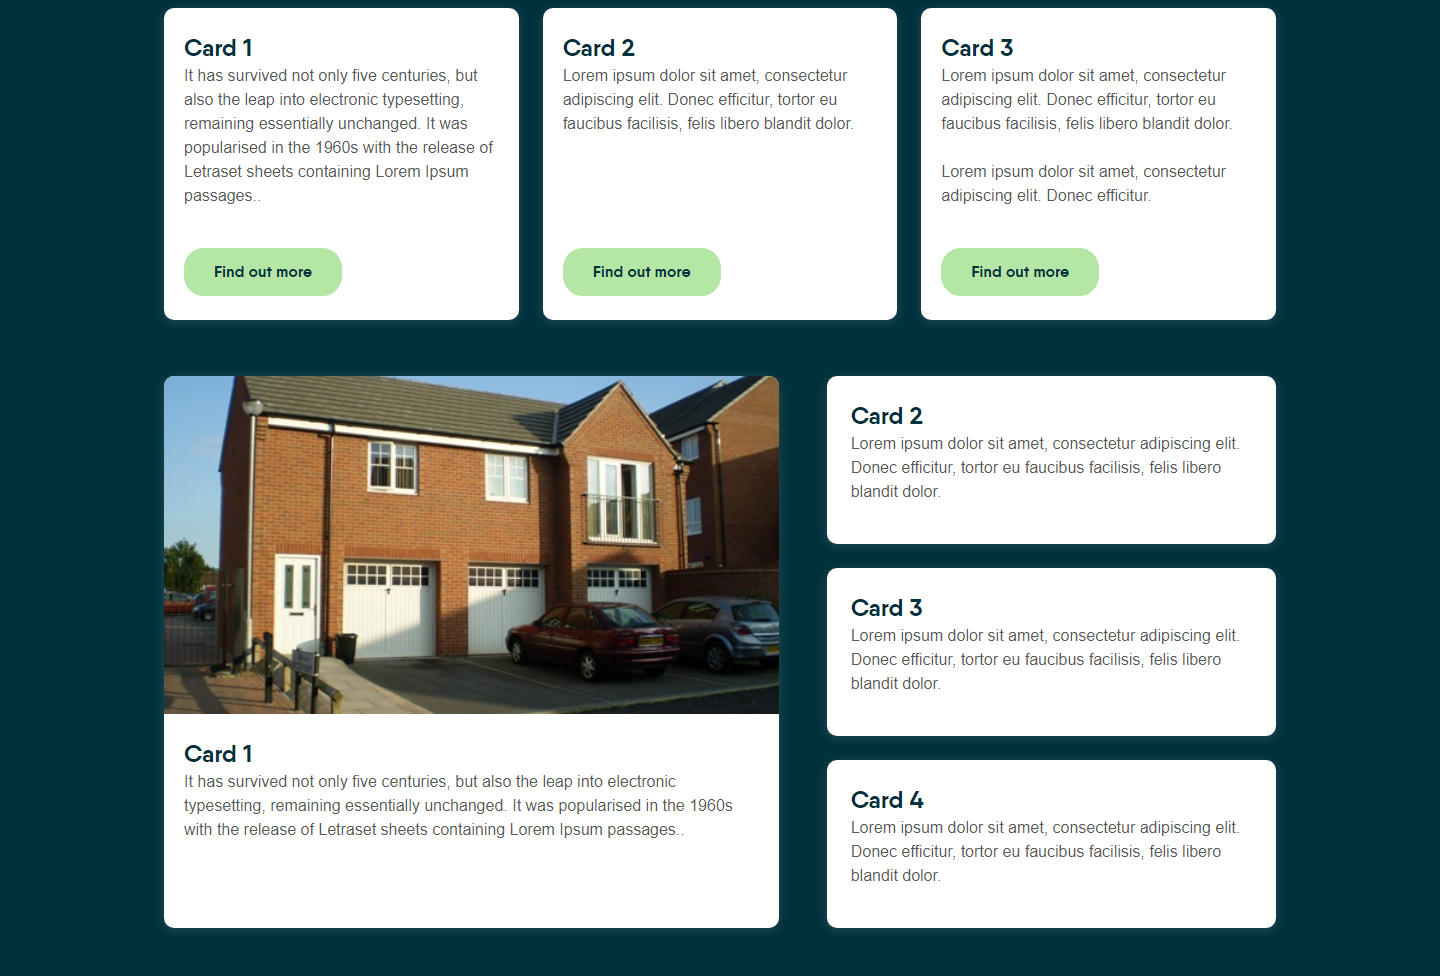 Card 1
It has survived not only five centuries, but
also the leap into electronic typesetting,
remaining essentially unchanged. It was
popularised in the 1960s with the release of
Letraset sheets containing Lorem Ipsum
passages..
Find out more
Card 2
Lorem ipsum dolor sit amet, consectetur
adipiscing elit. Donec efficitur, tortor eu
faucibus facilisis, felis libero blandit dolor.
Find out more
Card 3
Lorem ipsum dolor sit amet, consectetur
adipiscing elit. Donec efficitur, tortor eu
faucibus facilisis, felis libero blandit dolor.
Lorem ipsum dolor sit amet, consectetur
adipiscing elit. Donec efficitur.
Find out more
Card 1
It has survived not only five centuries, but also the leap into electronic
typesetting, remaining essentially unchanged. It was popularised in the 1960s
with the release of Letraset sheets containing Lorem Ipsum passages..
Card 2
Lorem ipsum dolor sit amet, consectetur adipiscing elit.
Donec efficitur, tortor eu faucibus facilisis, felis libero
blandit dolor.
Card 3
Lorem ipsum dolor sit amet, consectetur adipiscing elit.
Donec efficitur, tortor eu faucibus facilisis, felis libero
blandit dolor.
Card 4
Lorem ipsum dolor sit amet, consectetur adipiscing elit.
Donec efficitur, tortor eu faucibus facilisis, felis libero
blandit dolor.